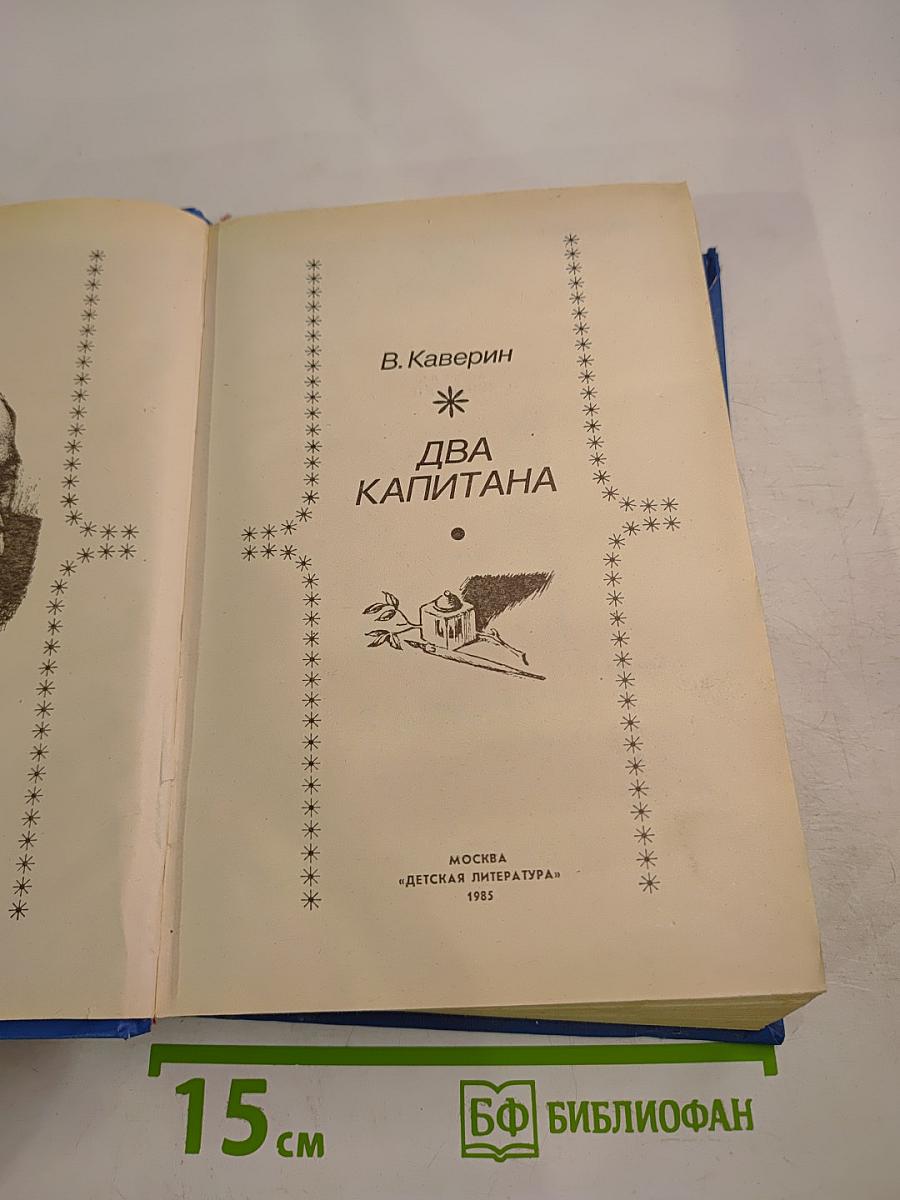 В. Каверин
ДВА
КАПИТАНА
МОСКВА
«ДЕТСКАЯ ЛИТЕРАТУРА»
1985
15 см
БФ БИБЛИОФАН